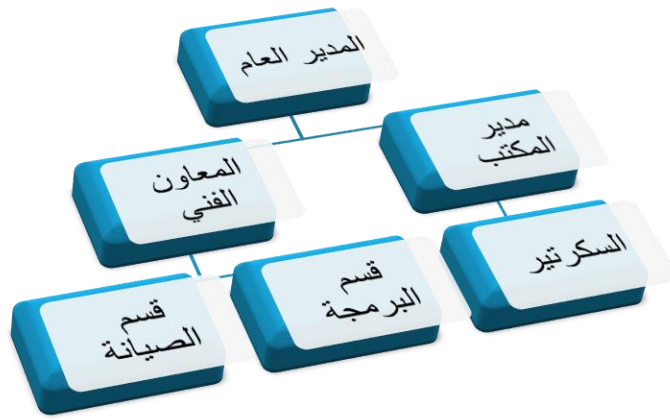 المدير العام
مدير
المكتب
المعاون
الفني
السكرتير
قسم
البرمجة
قسم
الصيانة